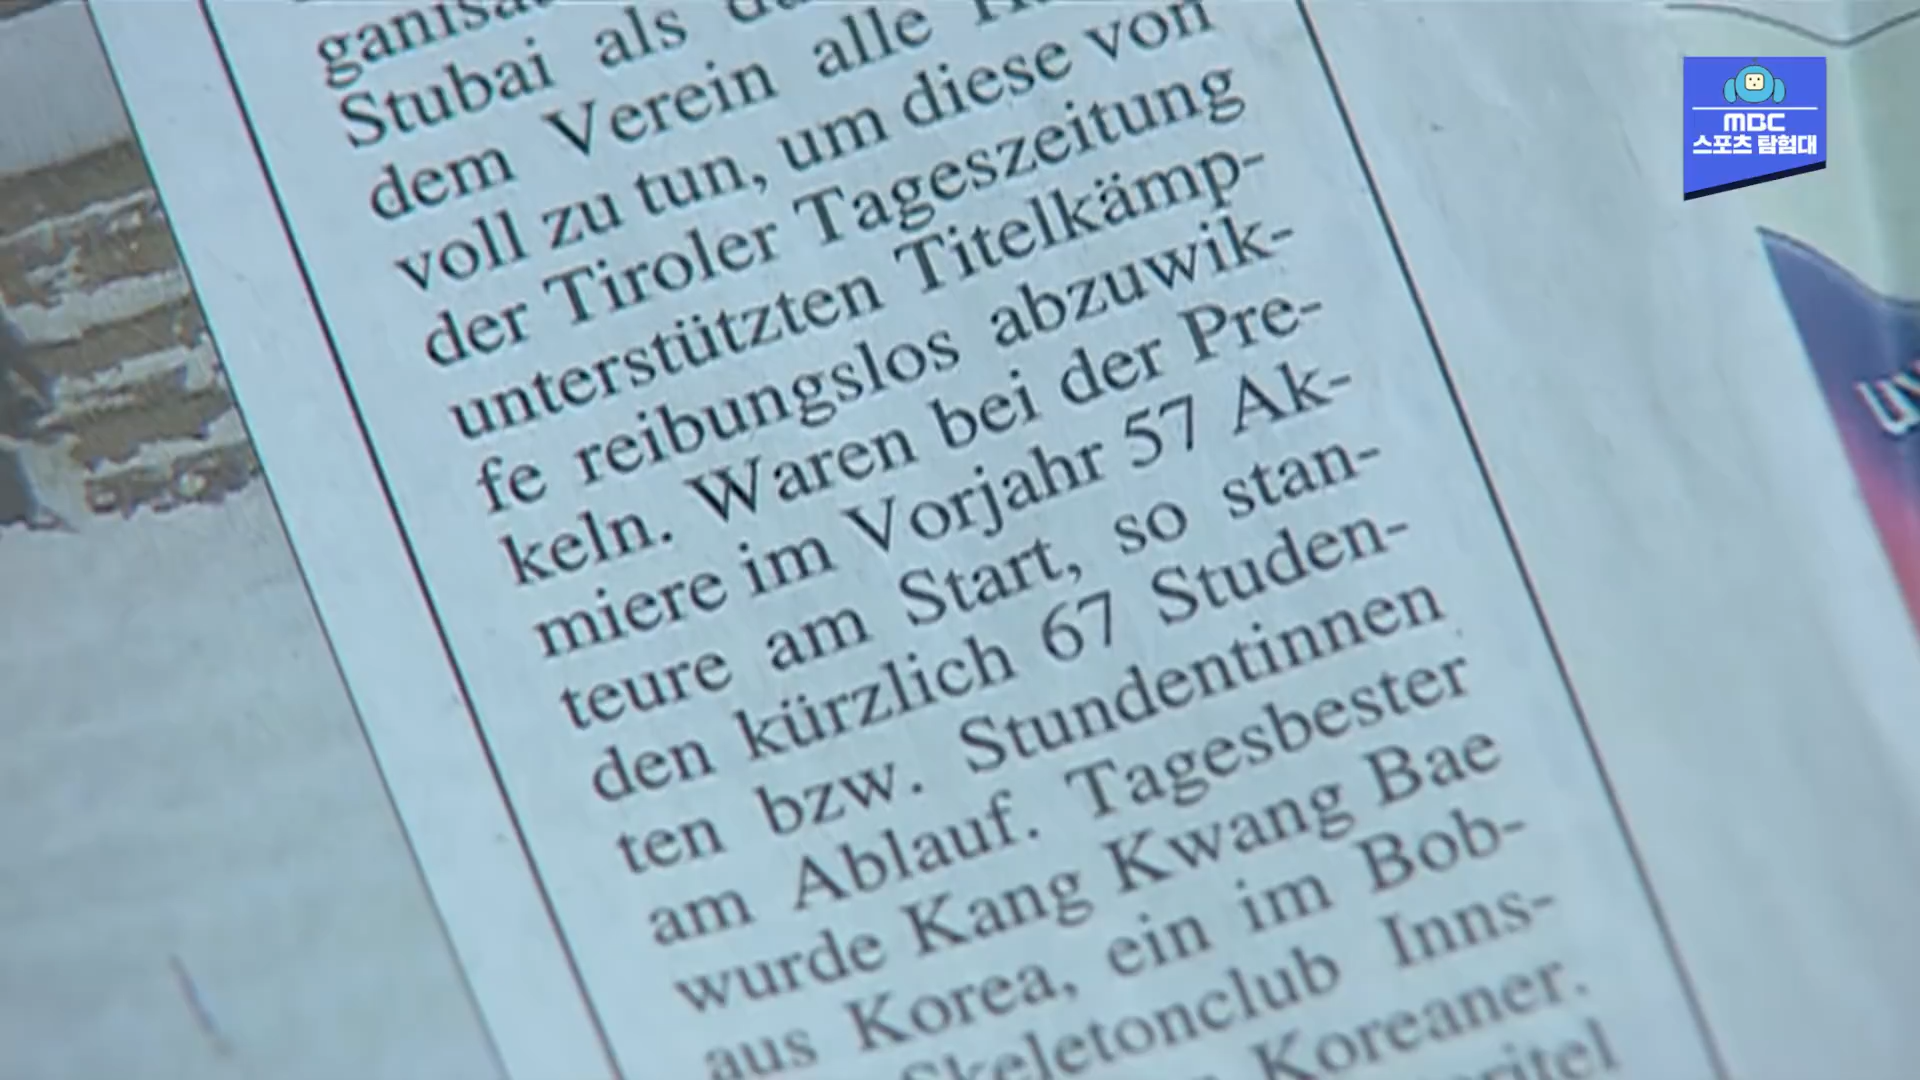 Stubai als
dem Verein alle
voll zu tun, um diese von
der Tiroler Tageszeitung
unterstützten Titelkämp-
fe reibungslos abzuwik-
keln. Waren bei der Pre-
miere im Vorjahr 57 Ak-
teure am Start, so stan-
den kürzlich 67 Studen-
ten bzw. Stundentinnen
am Ablauf. Tagesbester
wurde Kang Kwang Bae
aus Korea, ein im Bob-
Skeletonclub Inns-
Koreaner.
MBC
스포츠 탐험대